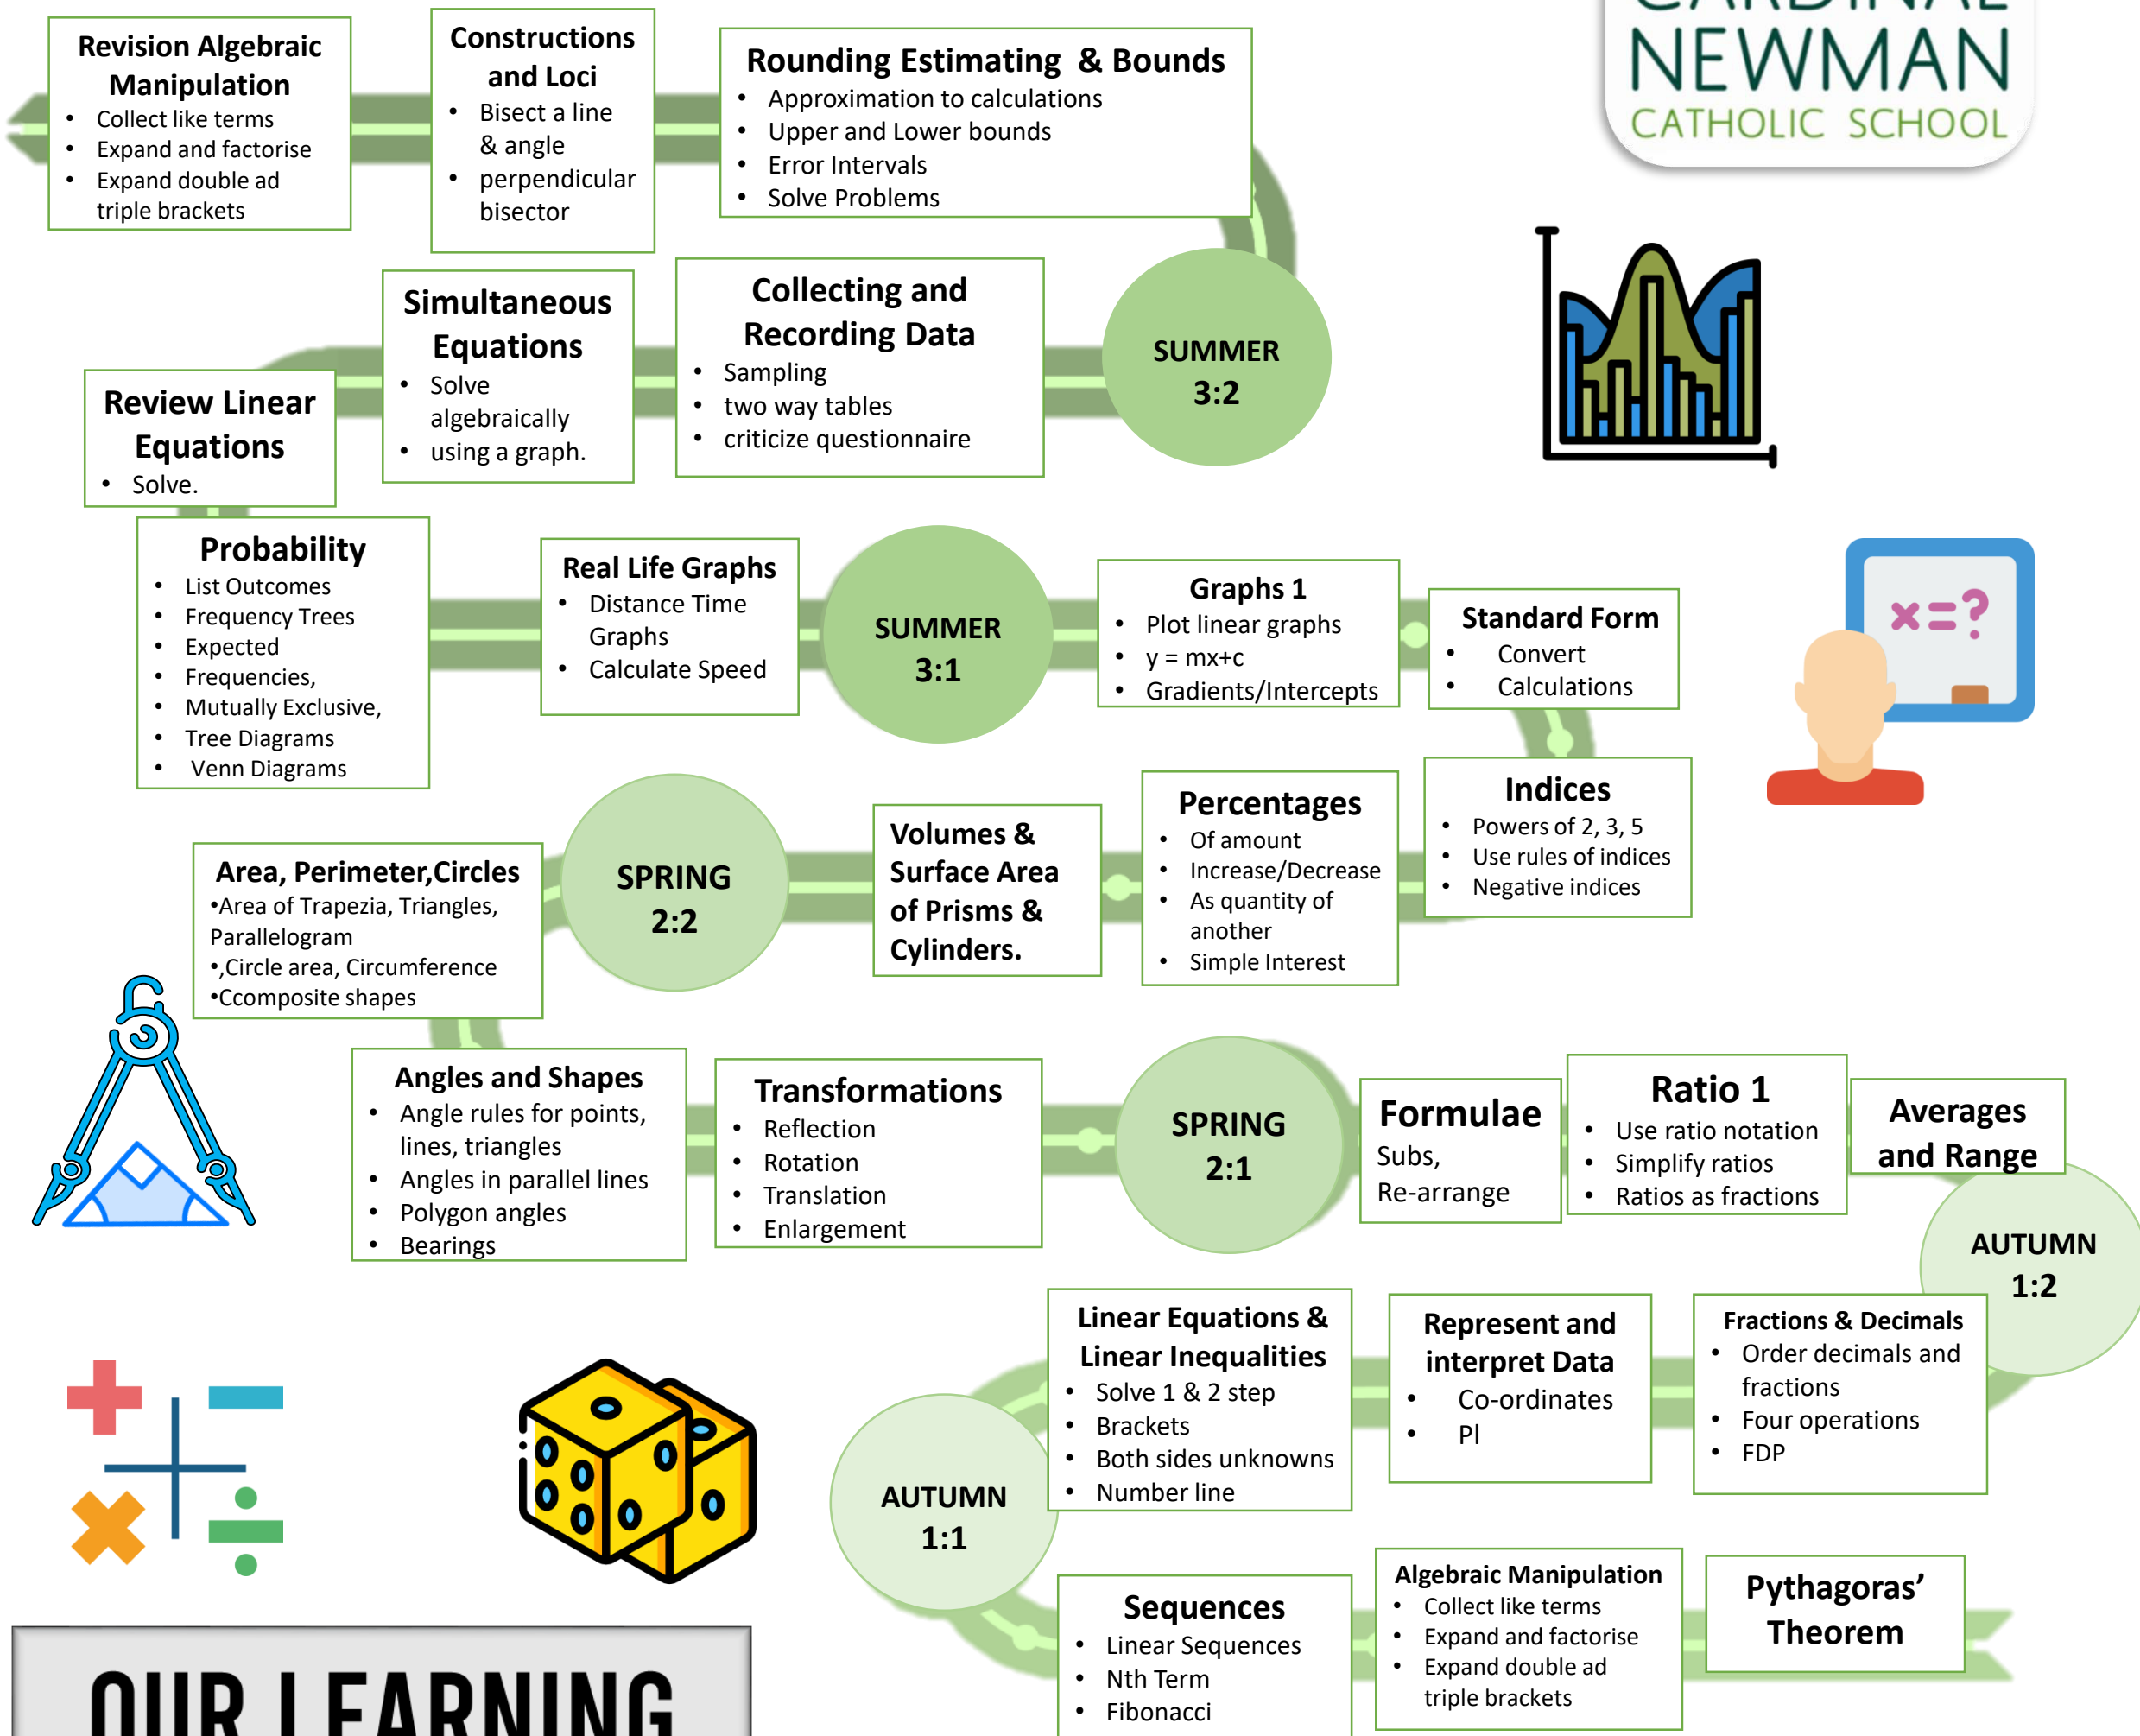 CARDINAL
NEWMAN
CATHOLIC SCHOOL
Revision Algebraic
Manipulation
• Collect like terms
• Expand and factorise
• Expand double ad
triple brackets
Constructions
and Loci
• Bisect a line
& angle
• perpendicular
bisector
Rounding Estimating & Bounds
• Approximation to calculations
• Upper and Lower bounds
• Error Intervals
• Solve Problems
Review Linear
Equations
• Solve.
Simultaneous
Equations
• Solve
algebraically
• using a graph.
Collecting and
Recording Data
• Sampling
• two way tables
• criticize questionnaire
SUMMER
3:2
Probability
• List Outcomes
• Frequency Trees
• Expected
• Frequencies,
• Mutually Exclusive,
• Tree Diagrams
• Venn Diagrams
Real Life Graphs
• Distance Time
Graphs
• Calculate Speed
SUMMER
3:1
Graphs 1
• Plot linear graphs
• y = mx+c
• Gradients/Intercepts
Standard Form
• Convert
• Calculations
x=?
Area, Perimeter,Circles
•Area of Trapezia, Triangles,
Parallelogram
•,Circle area, Circumference
•Ccomposite shapes
SPRING
2:2
Volumes &
Surface Area
of Prisms &
Cylinders.
Percentages
• Of amount
• Increase/Decrease
• As quantity of
another
• Simple Interest
Indices
• Powers of 2, 3, 5
• Use rules of indices
• Negative indices
Angles and Shapes
• Angle rules for points,
lines, triangles
• Angles in parallel lines
• Polygon angles
• Bearings
Transformations
• Reflection
• Rotation
• Translation
• Enlargement
SPRING
2:1
Formulae
Subs,
Re-arrange
Ratio 1
• Use ratio notation
• Simplify ratios
• Ratios as fractions
Averages
and Range
AUTUMN
1:2
Linear Equations &
Linear Inequalities
• Solve 1 & 2 step
• Brackets
• Both sides unknowns
• Number line
Represent and
interpret Data
• Co-ordinates
• Pl
Fractions & Decimals
• Order decimals and
fractions
• Four operations
• FDP
AUTUMN
1:1
Sequences
• Linear Sequences
• Nth Term
• Fibonacci
Algebraic Manipulation
• Collect like terms
• Expand and factorise
• Expand double ad
triple brackets
Pythagoras’
Theorem
OUR LEARNING